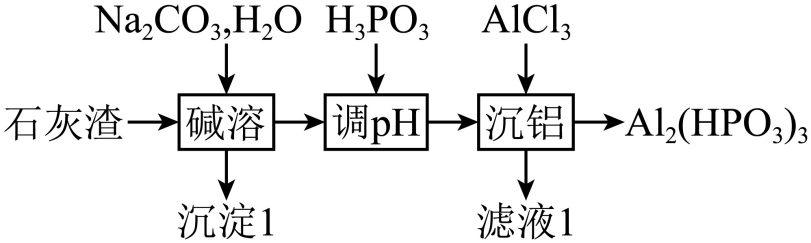 Na₂CO₃,H₂O H₃PO₃ AlCl₃
石灰渣 碱溶 调pH 沉铝 Al₂(HPO₃)₃
沉淀1 滤液1